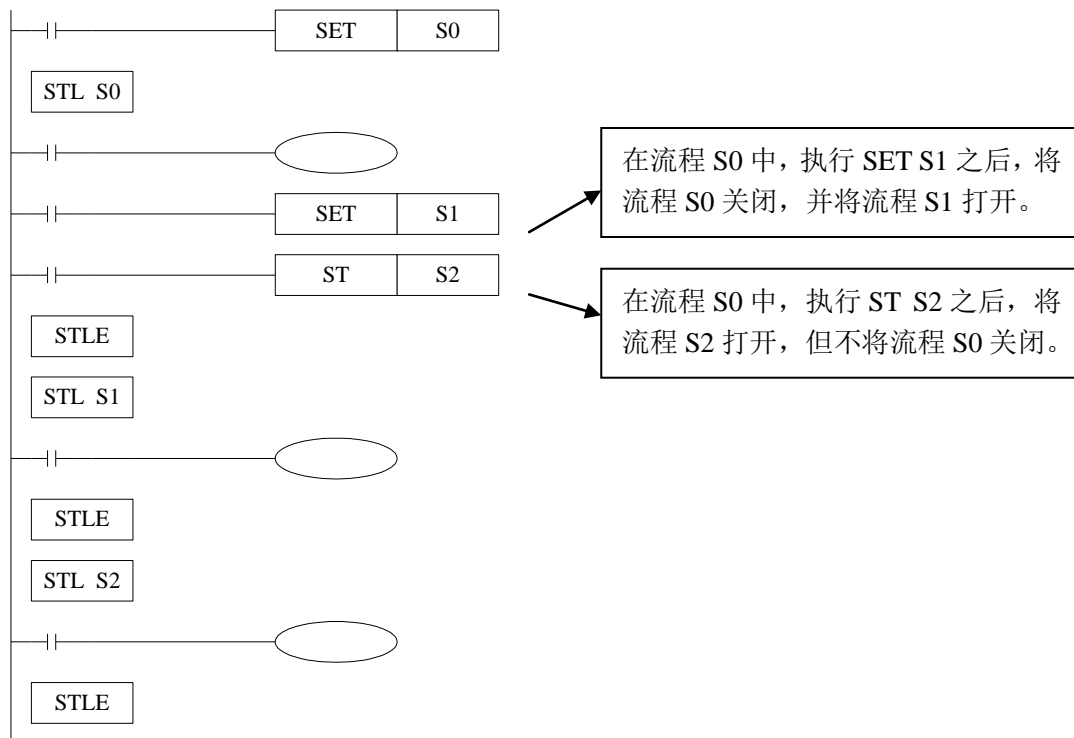 SET S0
STL S0
SET S1
ST S2
在流程 S0 中，执行 SET S1 之后，将
流程 S0 关闭，并将流程 S1 打开。
在流程 S0 中，执行 ST S2 之后，将
流程 S2 打开，但不将流程 S0 关闭。
STLE
STL S1
STLE
STL S2
STLE